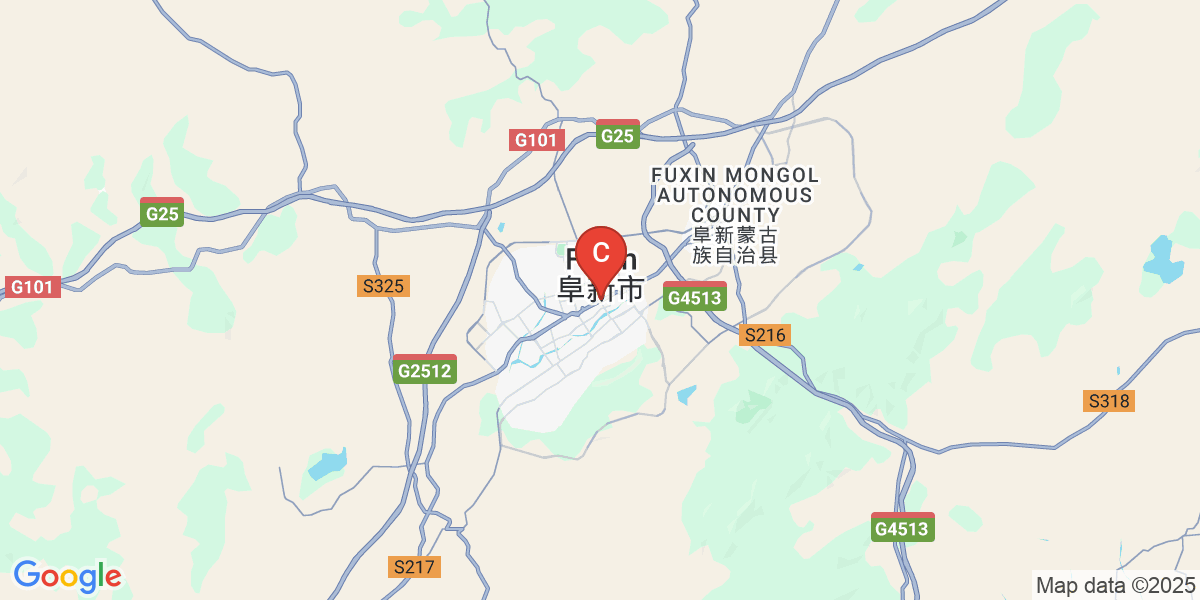 G101
G25
FUXIN MONGOL
AUTONOMOUS
COUNTY
阜新蒙古
族自治县
G25
C
阜新市
G101
S325
G4513
S216
G2512
S318
G4513
S217
Google
Map data ©2025